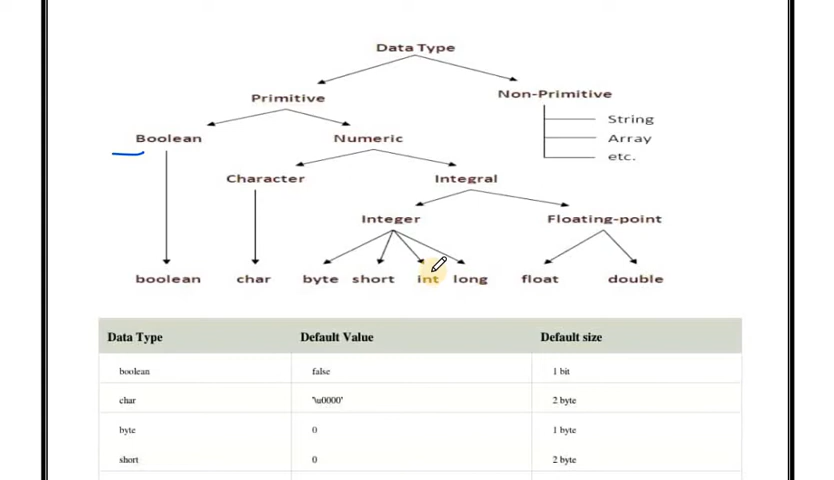 Data Type
Primitive
Non-Primitive
String
Array
etc.
Boolean
Numeric
Character
Integral
Integer
Floating-point
boolean char byte short int long float double
Data Type Default Value Default size
boolean false 1 bit
char '\u0000' 2 byte
byte 0 1 byte
short 0 2 byte